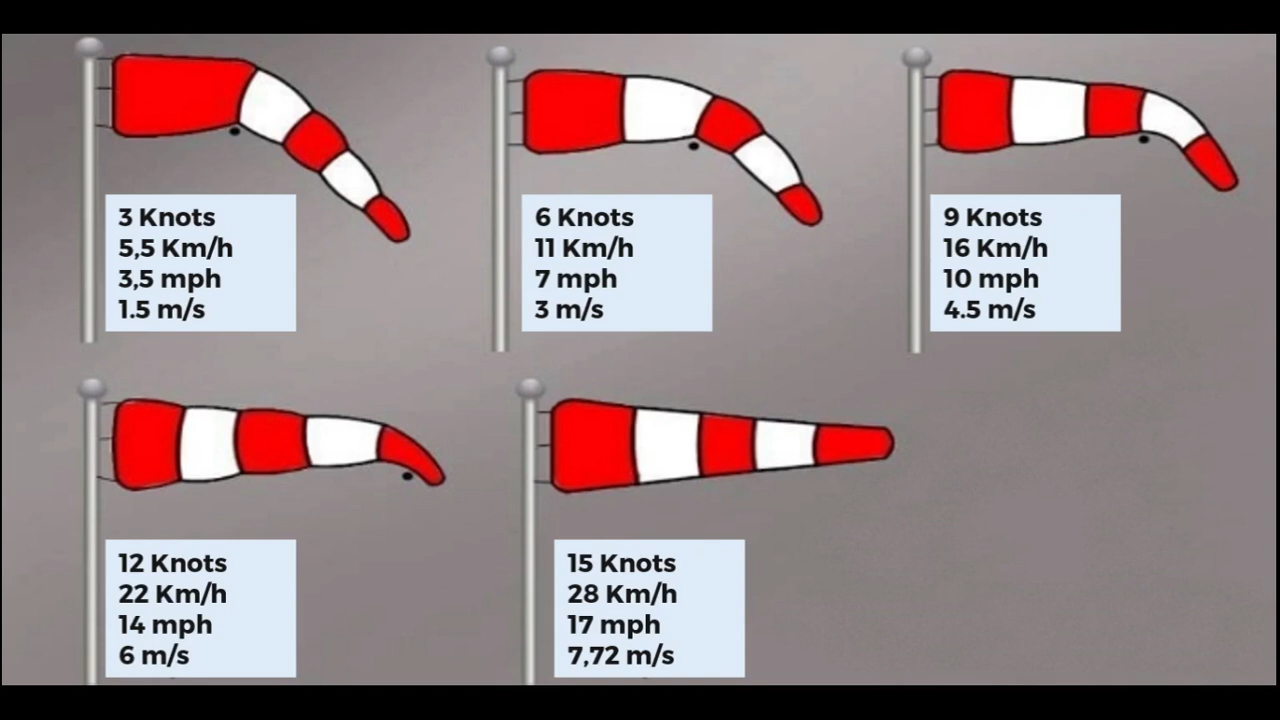 3 Knots
5,5 Km/h
3,5 mph
1.5 m/s
6 Knots
11 Km/h
7 mph
3 m/s
9 Knots
16 Km/h
10 mph
4.5 m/s
12 Knots
22 Km/h
14 mph
6 m/s
15 Knots
28 Km/h
17 mph
7,72 m/s